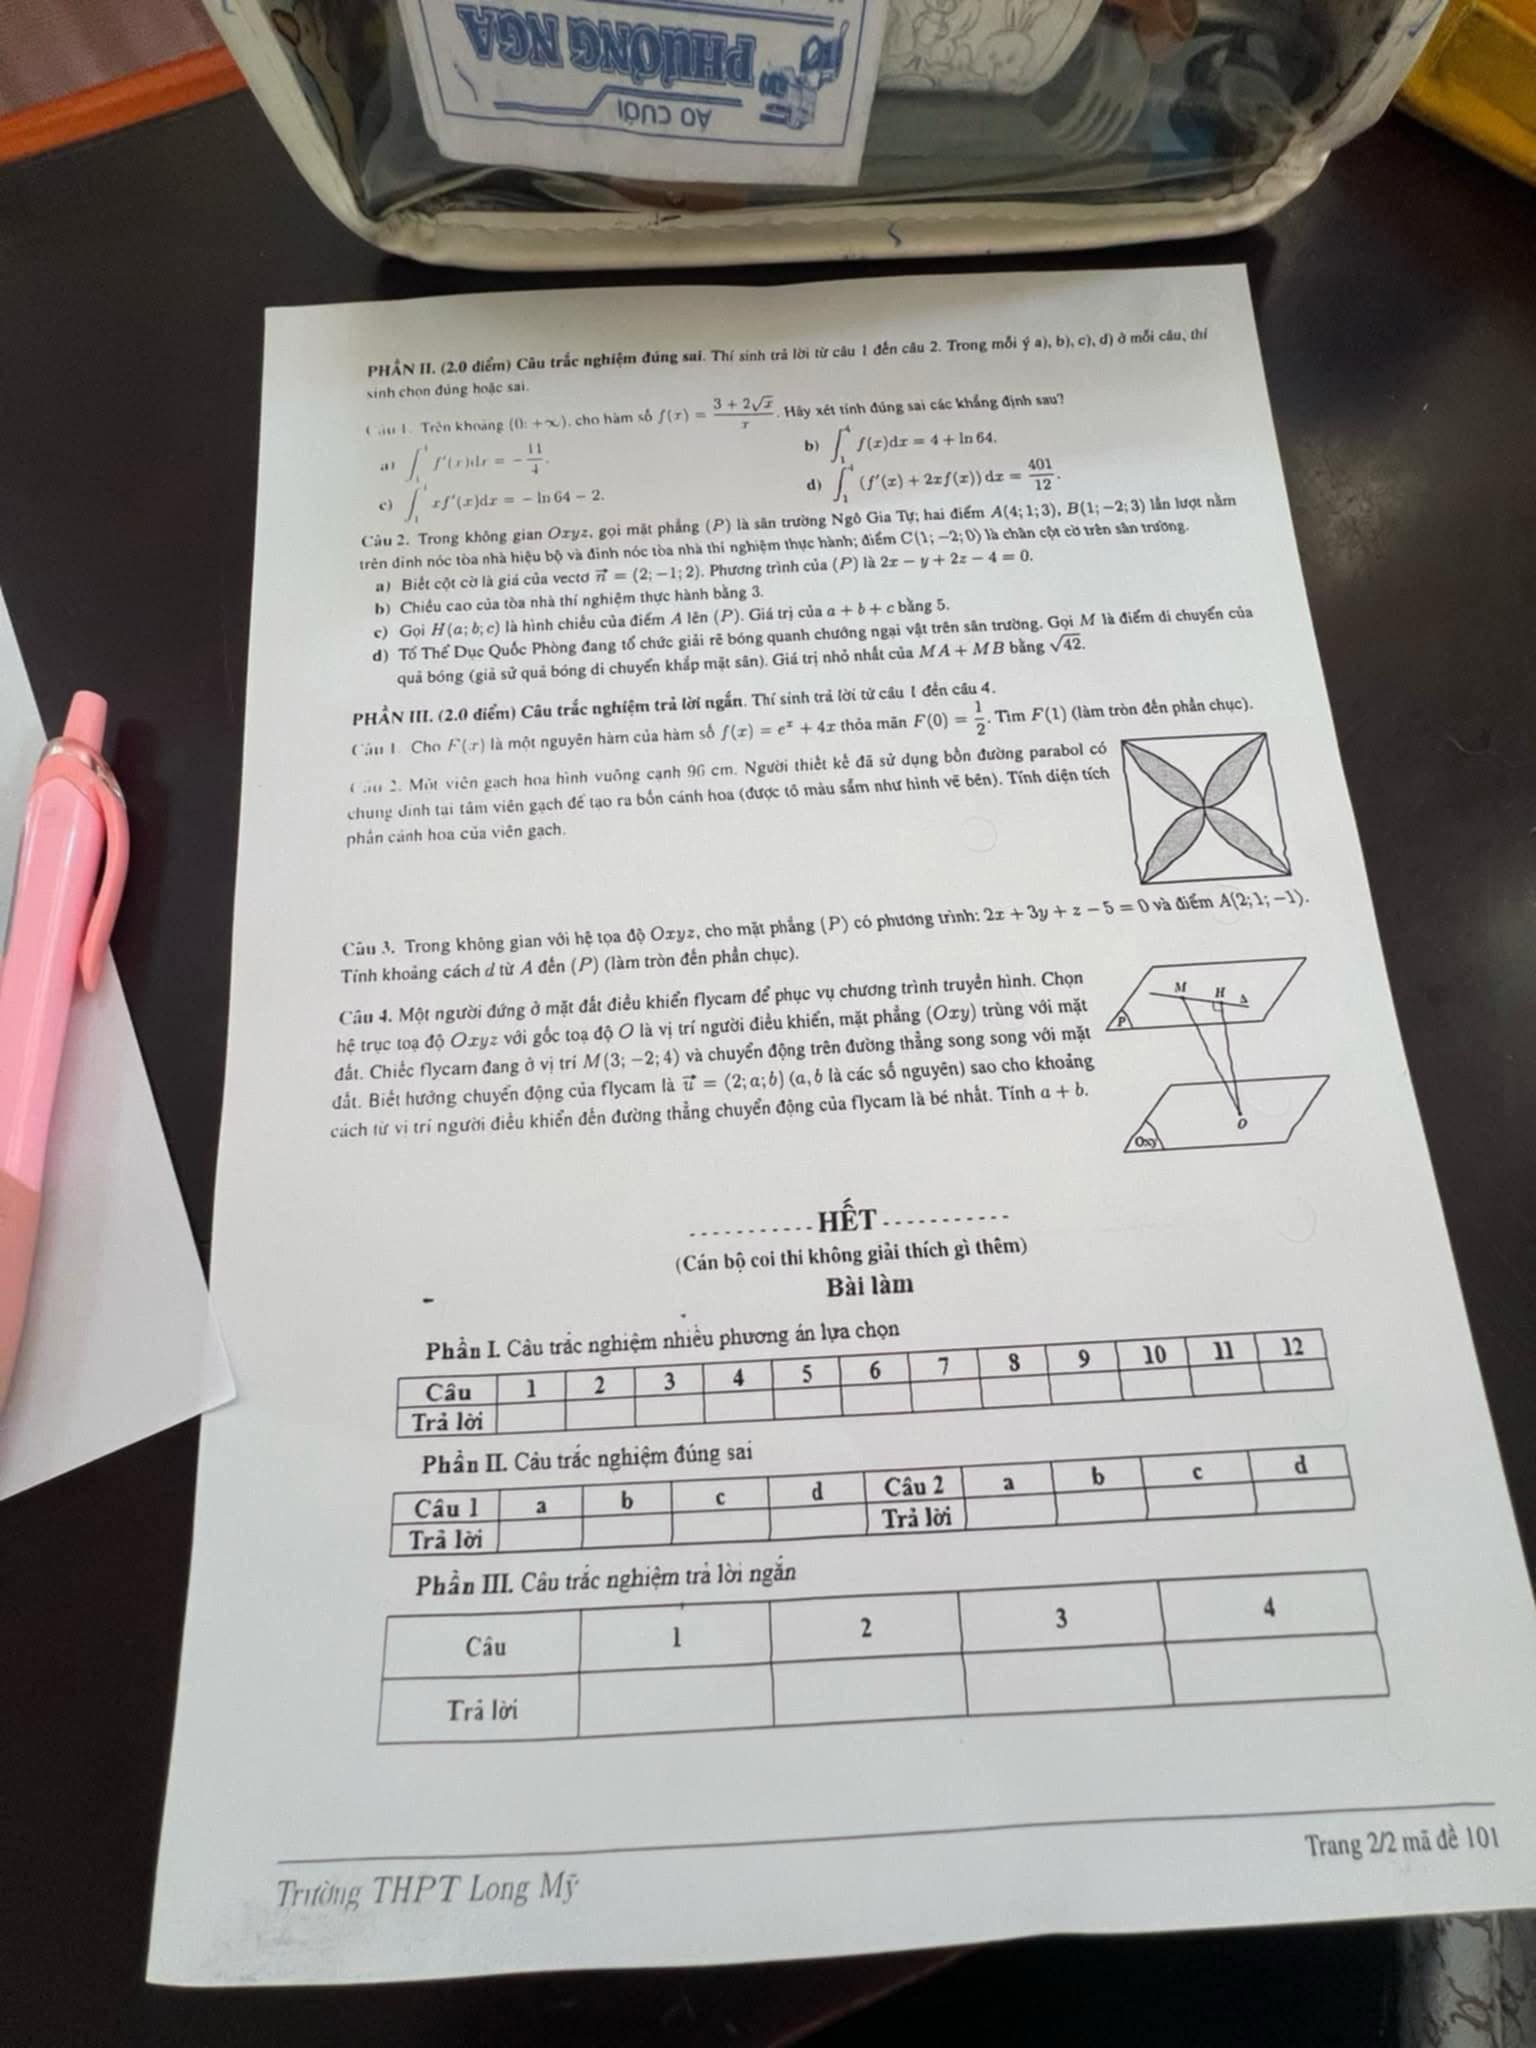 PHƯỢNG NGA
AO CƯỚI
PHẦN II. (2.0 điểm) Câu trắc nghiệm đúng sai. Thí sinh trả lời từ câu 1 đến câu 2. Trong mỗi ý a), b), c), d) ở mỗi câu, thí
sinh chọn đúng hoặc sai.
Câu 1. Trên khoảng (0; +∞), cho hàm số f(x) = (3 + 2√x)/x. Hãy xét tính đúng sai các khẳng định sau?
a) ∫₁⁴ f′(x)dx = −11/4. b) ∫₁⁴ f(x)dx = 4 + ln 64.
c) ∫₁⁴ xf′(x)dx = − ln 64 − 2. d) ∫₁⁴ (f′(x) + 2xf(x)) dx = 401/12.
Câu 2. Trong không gian Oxyz, gọi mặt phẳng (P) là sân trường Ngô Gia Tự; hai điểm A(4; 1; 3), B(1; −2; 3) lần lượt nằm
trên đỉnh nóc tòa nhà hiệu bộ và đỉnh nóc tòa nhà thí nghiệm thực hành; điểm C(1; −2; 0) là chân cột cờ trên sân trường.
a) Biết cột cờ là giá của vectơ n⃗ = (2; −1; 2). Phương trình của (P) là 2x − y + 2z − 4 = 0.
b) Chiều cao của tòa nhà thí nghiệm thực hành bằng 3.
c) Gọi H(a; b; c) là hình chiếu của điểm A lên (P). Giá trị của a + b + c bằng 5.
d) Tổ Thể Dục Quốc Phòng đang tổ chức giải rê bóng quanh chướng ngại vật trên sân trường. Gọi M là điểm di chuyển của
quả bóng (giả sử quả bóng di chuyển khắp mặt sân). Giá trị nhỏ nhất của MA + MB bằng √42.
PHẦN III. (2.0 điểm) Câu trắc nghiệm trả lời ngắn. Thí sinh trả lời từ câu 1 đến câu 4.
Câu 1. Cho F(x) là một nguyên hàm của hàm số f(x) = eˣ + 4x thỏa mãn F(0) = 1/2. Tìm F(1) (làm tròn đến phần chục).
Câu 2. Một viên gạch hoa hình vuông cạnh 96 cm. Người thiết kế đã sử dụng bốn đường parabol có
chung đỉnh tại tâm viên gạch để tạo ra bốn cánh hoa (được tô màu sẫm như hình vẽ bên). Tính diện tích
phần cánh hoa của viên gạch.
Câu 3. Trong không gian với hệ tọa độ Oxyz, cho mặt phẳng (P) có phương trình: 2x + 3y + z − 5 = 0 và điểm A(2; 1; −1).
Tính khoảng cách d từ A đến (P) (làm tròn đến phần chục).
Câu 4. Một người đứng ở mặt đất điều khiển flycam để phục vụ chương trình truyền hình. Chọn
hệ trục toạ độ Oxyz với gốc toạ độ O là vị trí người điều khiển, mặt phẳng (Oxy) trùng với mặt
đất. Chiếc flycam đang ở vị trí M(3; −2; 4) và chuyển động trên đường thẳng song song với mặt
đất. Biết hướng chuyển động của flycam là u⃗ = (2; a; b) (a, b là các số nguyên) sao cho khoảng
cách từ vị trí người điều khiển đến đường thẳng chuyển động của flycam là bé nhất. Tính a + b.
M H Δ
P
O
Oxy
HẾT
(Cán bộ coi thi không giải thích gì thêm)
Bài làm
Phần I. Câu trắc nghiệm nhiều phương án lựa chọn
Câu 1 2 3 4 5 6 7 8 9 10 11 12
Trả lời
Phần II. Câu trắc nghiệm đúng sai
Câu 1 a b c d Câu 2 a b c d
Trả lời Trả lời
Phần III. Câu trắc nghiệm trả lời ngắn
Câu 1 2 3 4
Trả lời
Trang 2/2 mã đề 101
Trường THPT Long Mỹ